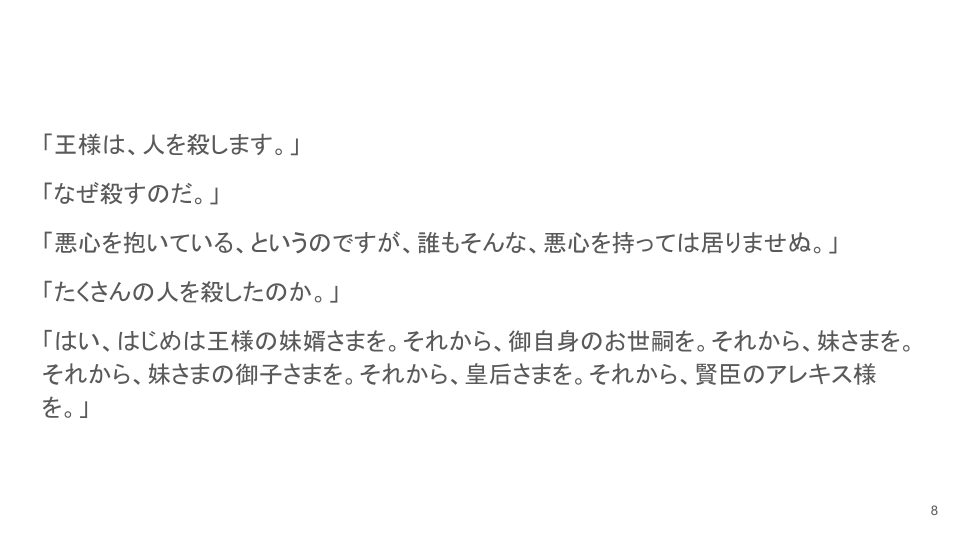 「王様は、人を殺します。」
「なぜ殺すのだ。」
「悪心を抱いている、というのですが、誰もそんな、悪心を持っては居りませぬ。」
「たくさんの人を殺したのか。」
「はい、はじめは王様の妹婿さまを。それから、御自身のお世嗣を。それから、妹さまを。
それから、妹さまの御子さまを。それから、皇后さまを。それから、賢臣のアレキス様
を。」
8